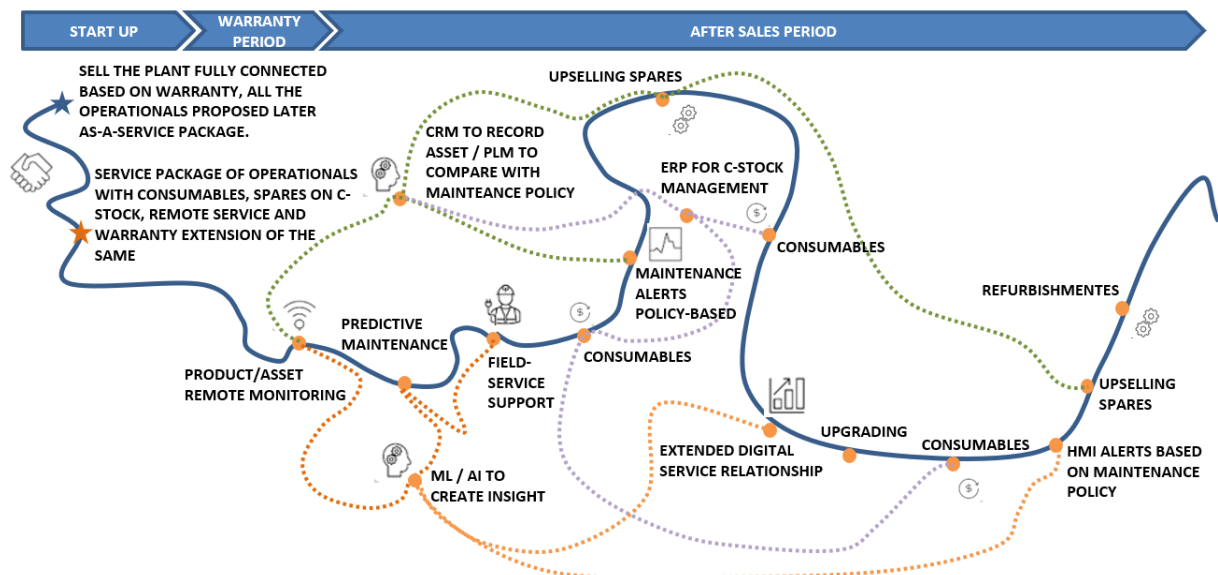 START UP
WARRANTY
PERIOD
AFTER SALES PERIOD
SELL THE PLANT FULLY CONNECTED
BASED ON WARRANTY, ALL THE
OPERATIONALS PROPOSED LATER
AS-A-SERVICE PACKAGE.
SERVICE PACKAGE OF OPERATIONALS
WITH CONSUMABLES, SPARES ON C-
STOCK, REMOTE SERVICE AND
WARRANTY EXTENSION OF THE
SAME
UPSELLING SPARES
CRM TO RECORD
ASSET / PLM TO
COMPARE WITH
MAINTEANCE POLICY
ERP FOR C-STOCK
MANAGEMENT
$
CONSUMABLES
MAINTENANCE
ALERTS
POLICY-BASED
REFURBISHMENTES
PREDICTIVE
MAINTENANCE
$
CONSUMABLES
FIELD-
SERVICE
SUPPORT
PRODUCT/ASSET
REMOTE MONITORING
UPSELLING
SPARES
ML / AI TO
CREATE INSIGHT
EXTENDED DIGITAL
SERVICE RELATIONSHIP
UPGRADING
CONSUMABLES
$
HMI ALERTS BASED
ON MAINTENANCE
POLICY